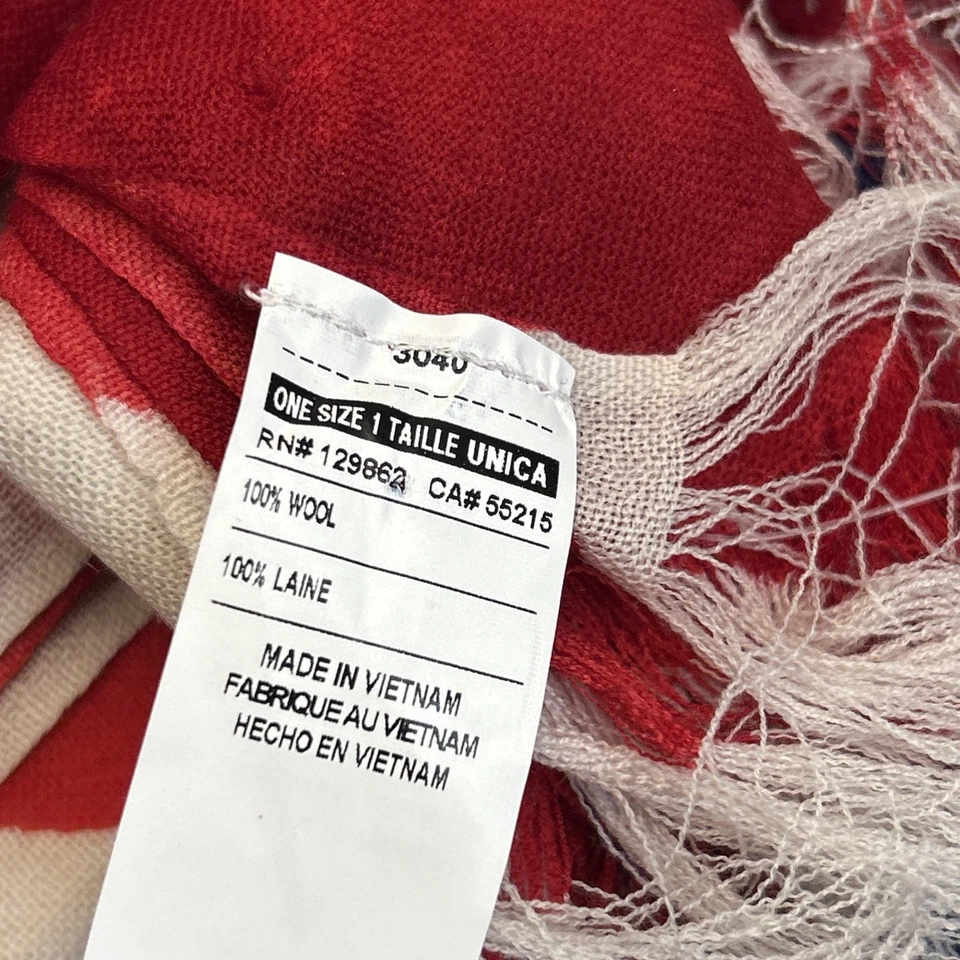 3040
ONE SIZE 1 TAILLE UNICA
RN# 129862 CA# 55215
100% WOOL
100% LAINE
MADE IN VIETNAM
FABRIQUE AU VIETNAM
HECHO EN VIETNAM